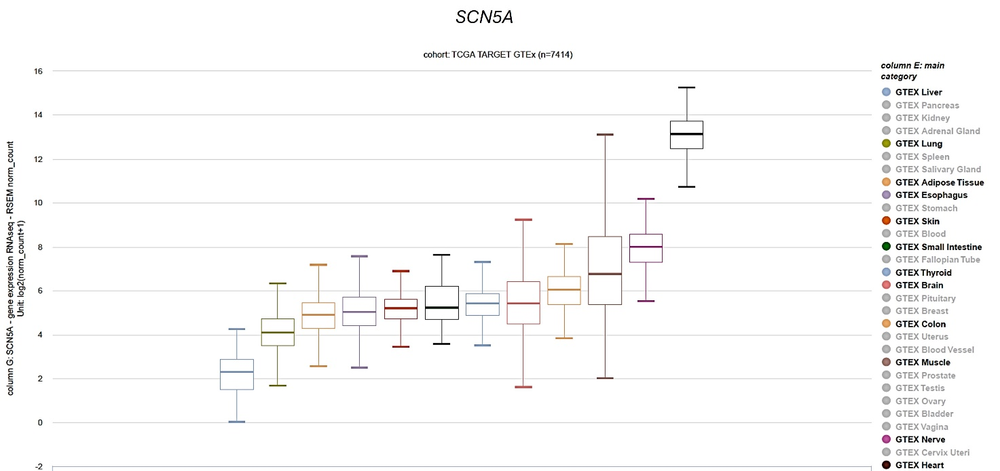 SCN5A
cohort: TCGA TARGET GTEx (n=7414)
column G: SCN5A - gene expression RNAseq - RSEM norm_count
Unit: log2(norm_count+1)
16
14
12
10
8
6
4
2
0
-2
column E: main
category
GTEX Liver
GTEX Pancreas
GTEX Kidney
GTEX Adrenal Gland
GTEX Lung
GTEX Spleen
GTEX Salivary Gland
GTEX Adipose Tissue
GTEX Esophagus
GTEX Stomach
GTEX Skin
GTEX Blood
GTEX Small Intestine
GTEX Fallopian Tube
GTEX Thyroid
GTEX Brain
GTEX Pituitary
GTEX Breast
GTEX Colon
GTEX Uterus
GTEX Blood Vessel
GTEX Muscle
GTEX Prostate
GTEX Testis
GTEX Ovary
GTEX Bladder
GTEX Vagina
GTEX Nerve
GTEX Cervix Uteri
GTEX Heart